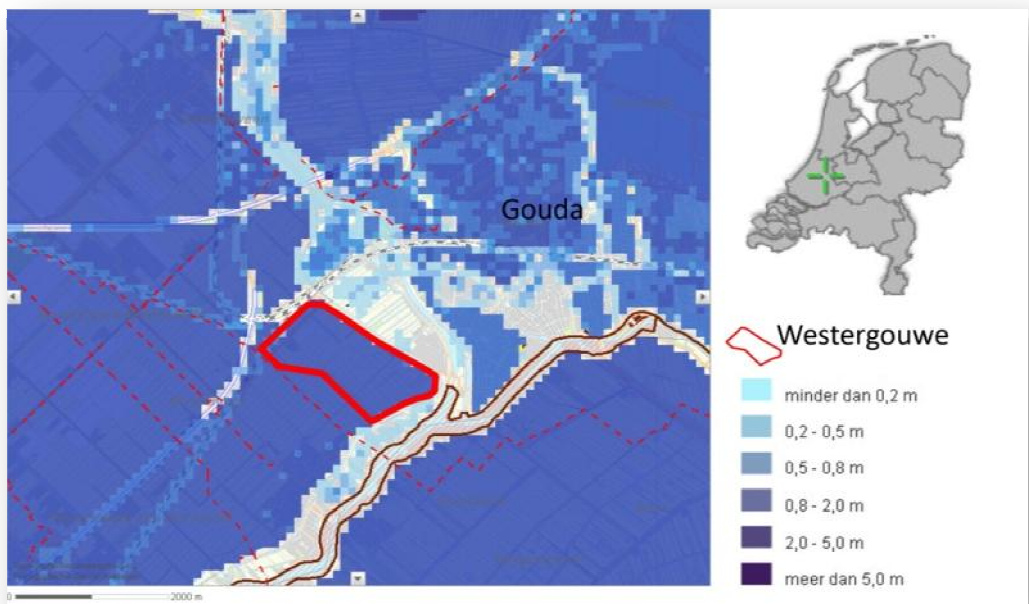 Gouda
Westergouwe
minder dan 0,2 m
0,2 - 0,5 m
0,5 - 0,8 m
0,8 - 2,0 m
2,0 - 5,0 m
meer dan 5,0 m
0
2000 m